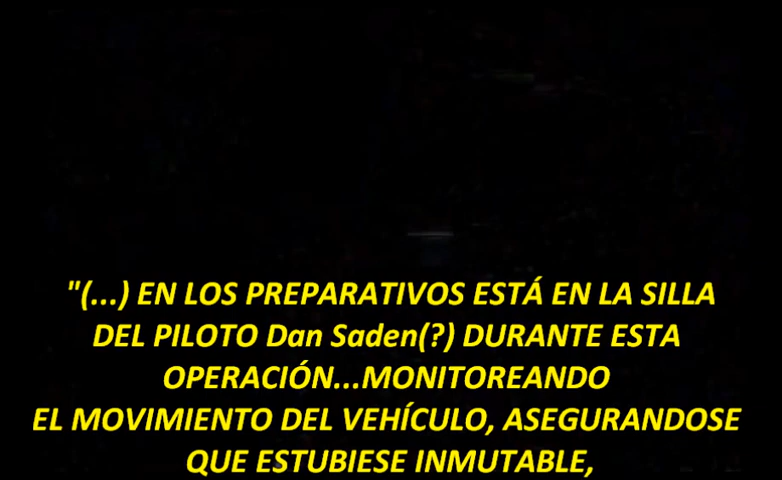 "(...) EN LOS PREPARATIVOS ESTÁ EN LA SILLA
DEL PILOTO Dan Saden(?) DURANTE ESTA
OPERACIÓN...MONITOREANDO
EL MOVIMIENTO DEL VEHÍCULO, ASEGURANDOSE
QUE ESTUBIESE INMUTABLE,